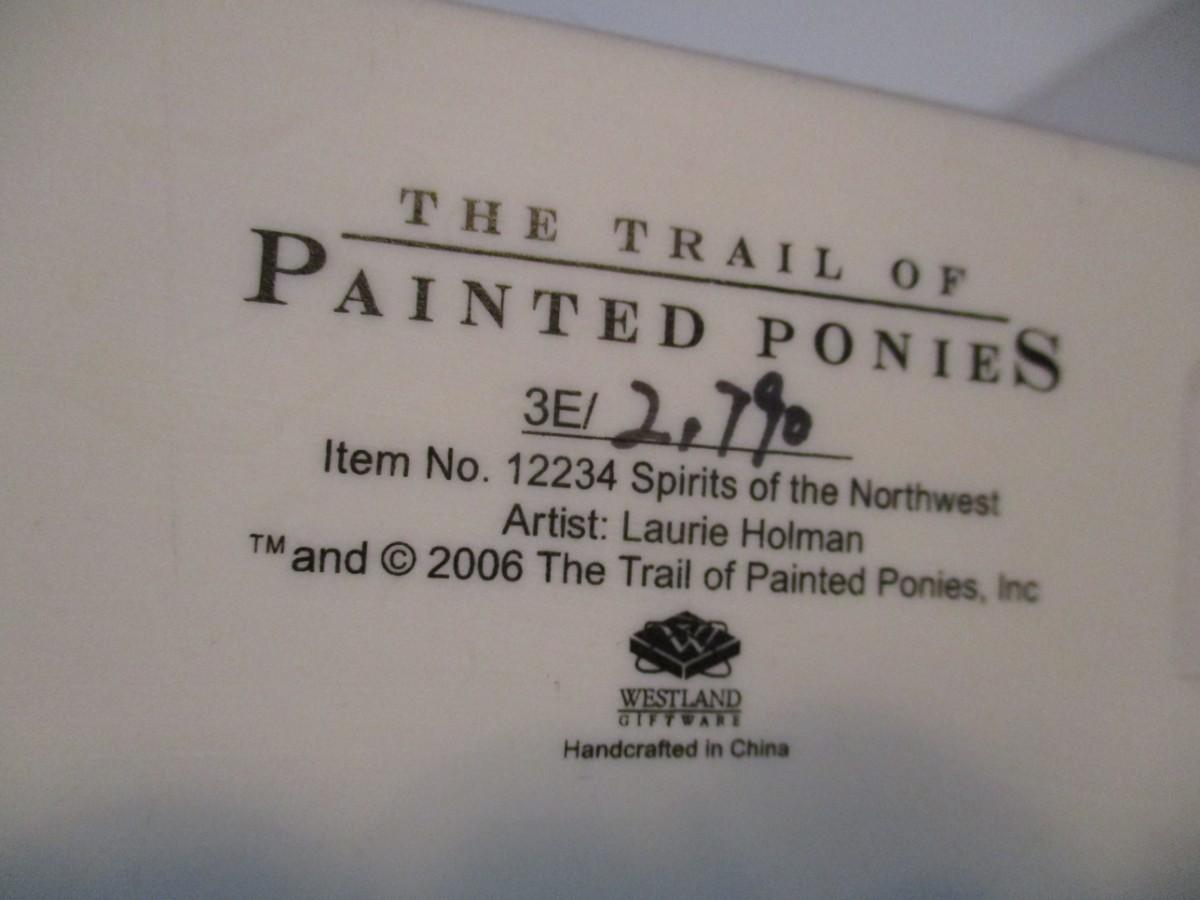 THE TRAIL OF
PAINTED PONIES
3E/ 2,790
Item No. 12234 Spirits of the Northwest
Artist: Laurie Holman
™ and © 2006 The Trail of Painted Ponies, Inc
W
WESTLAND
GIFTWARE
Handcrafted in China